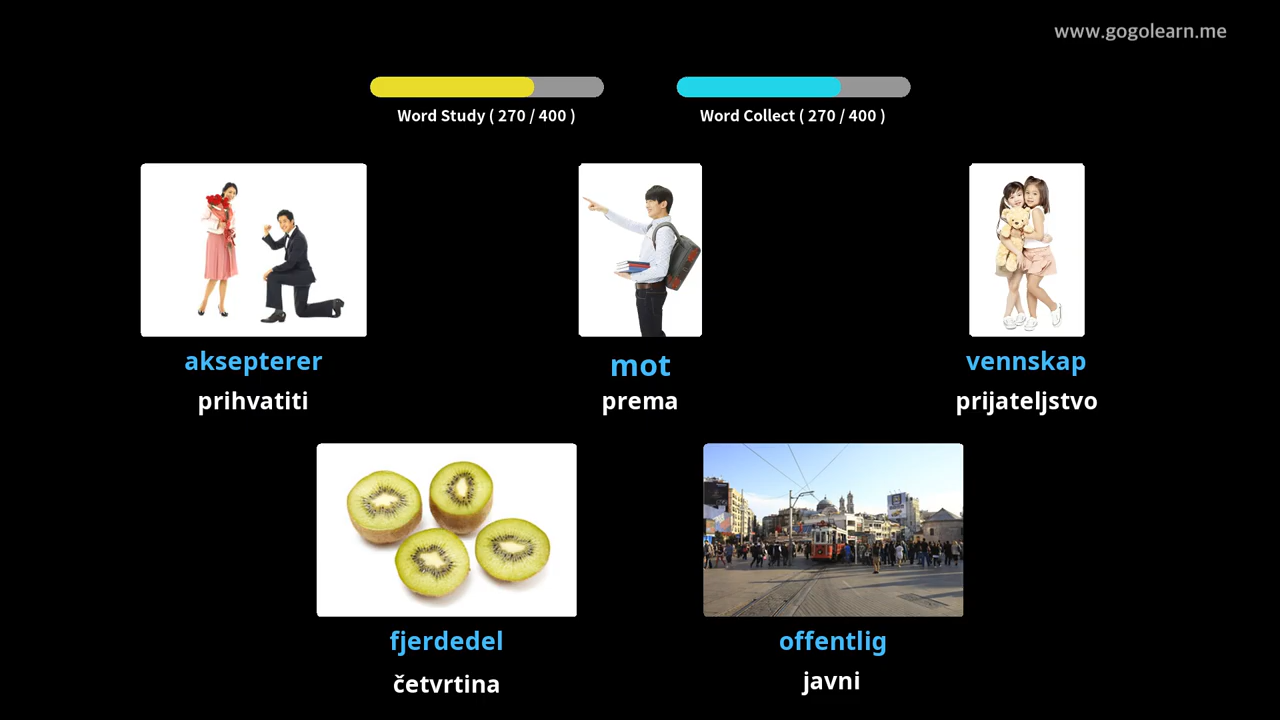 www.gogolearn.me
Word Study ( 270 / 400 )
Word Collect ( 270 / 400 )
aksepterer
prihvatiti
mot
prema
vennskap
prijateljstvo
fjerdedel
četvrtina
offentlig
javni